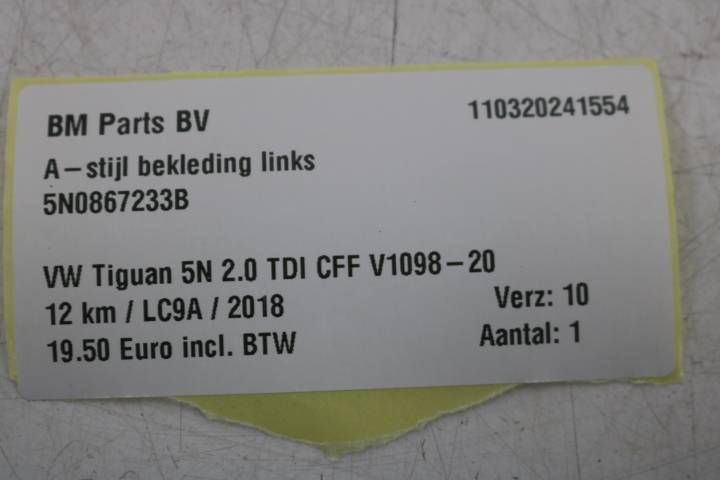 BM Parts BV 110320241554
A-stijl bekleding links
5N0867233B
VW Tiguan 5N 2.0 TDI CFF V1098-20
12 km / LC9A / 2018 Verz: 10
19.50 Euro incl. BTW Aantal: 1